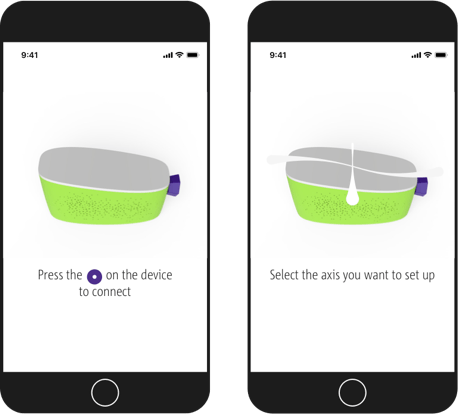 9:41
Press the on the device
to connect
9:41
Select the axis you want to set up